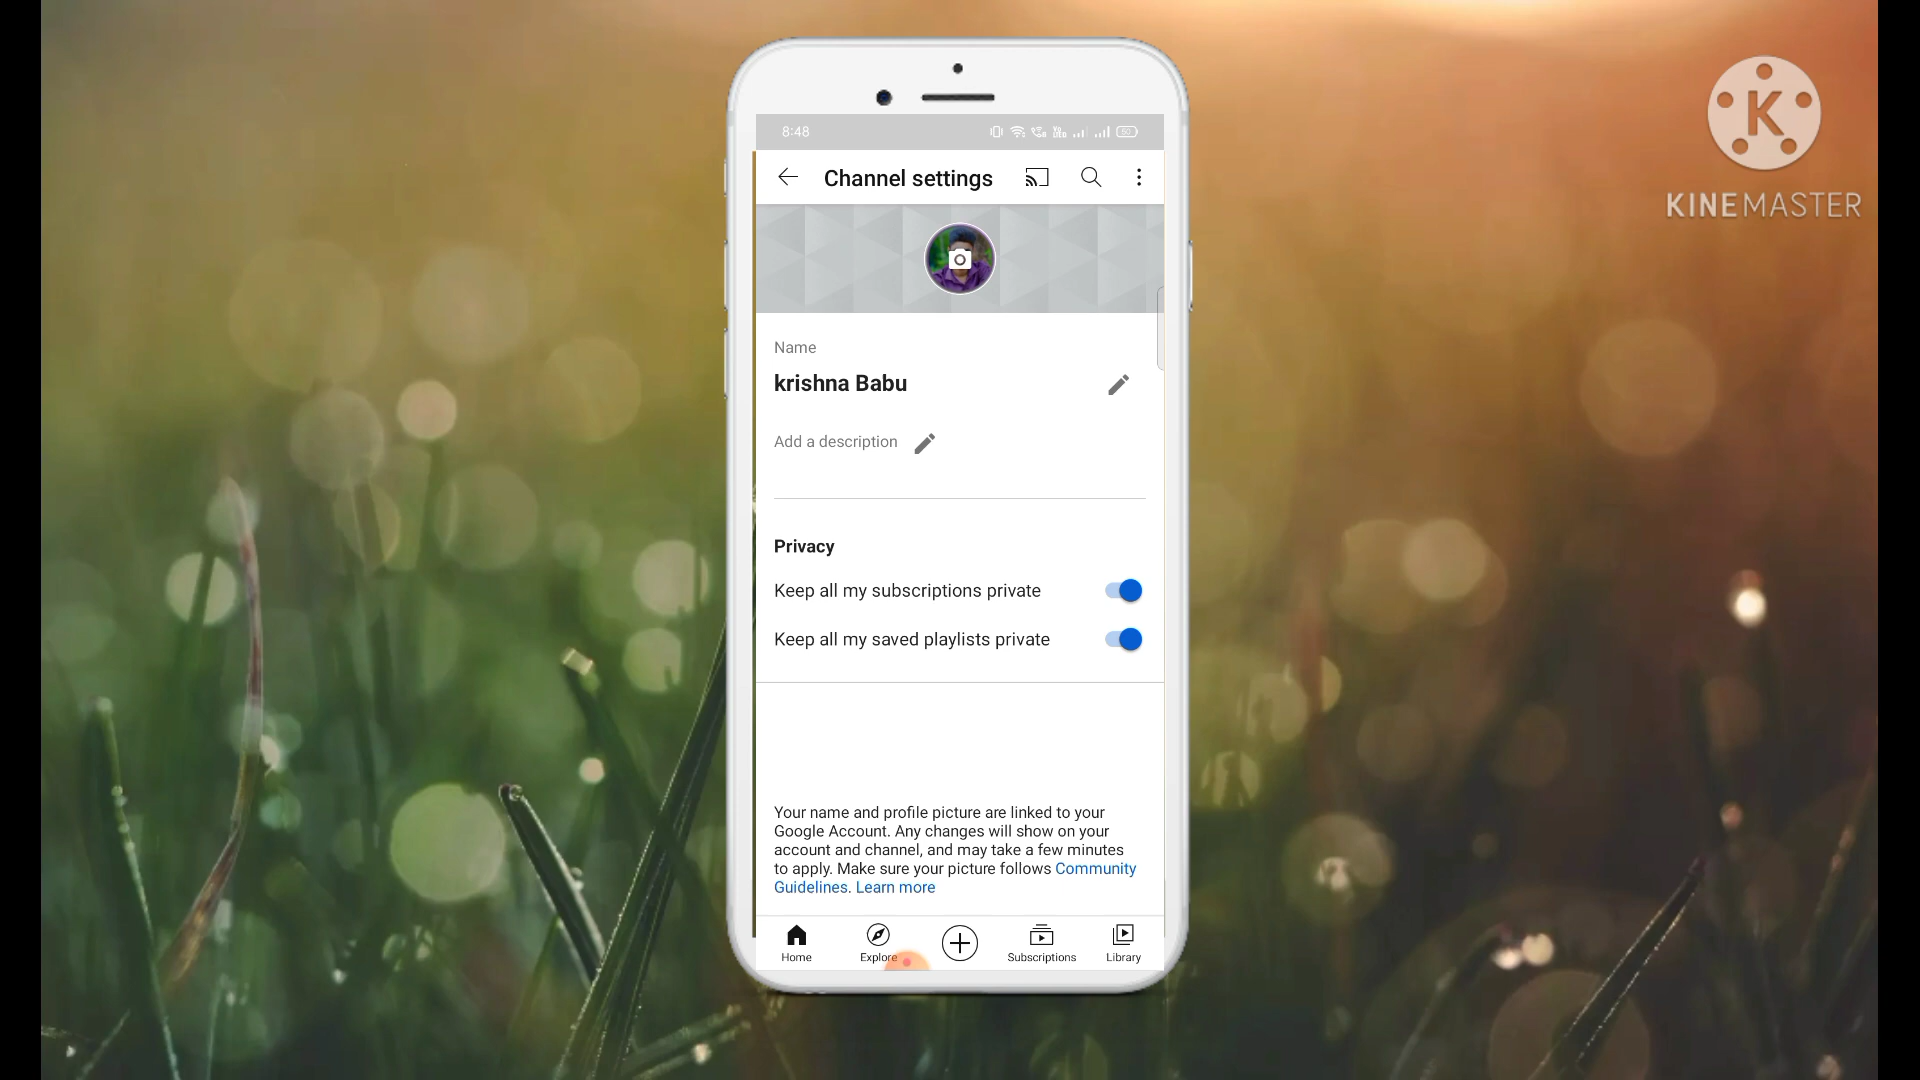 8:48
50
Channel settings
Name
krishna Babu
Add a description
Privacy
Keep all my subscriptions private
Keep all my saved playlists private
Your name and profile picture are linked to your
Google Account. Any changes will show on your
account and channel, and may take a few minutes
to apply. Make sure your picture follows Community
Guidelines. Learn more
Home
Explore
Subscriptions
Library
K
KINEMASTER